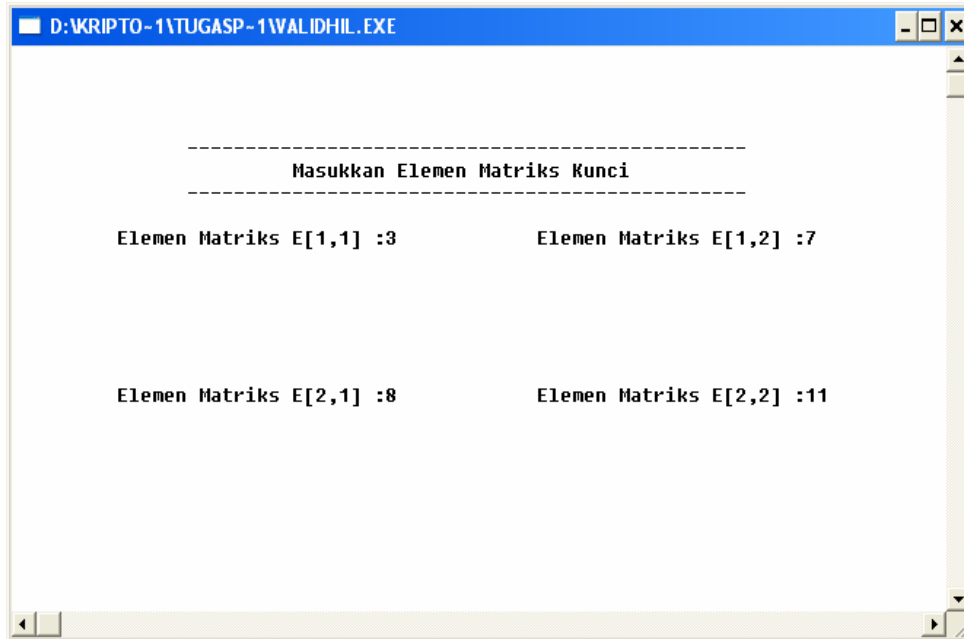 D:\KRIPTO~1\TUGASP~1\VALIDHIL.EXE
------------------------------------------------
Masukkan Elemen Matriks Kunci
------------------------------------------------
Elemen Matriks E[1,1] :3 Elemen Matriks E[1,2] :7
Elemen Matriks E[2,1] :8 Elemen Matriks E[2,2] :11